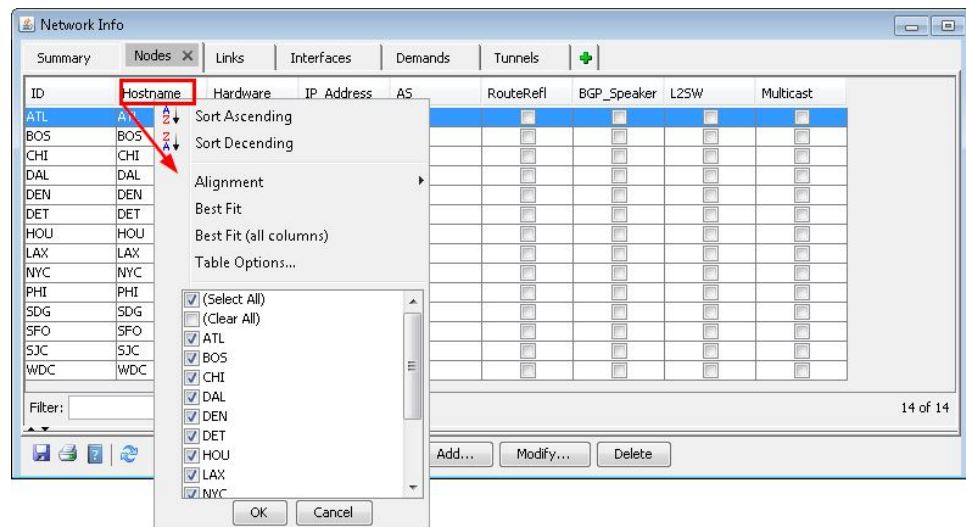 Network Info
Summary Nodes Links Interfaces Demands Tunnels
ID Hostname Hardware IP_Address AS RouteRefl BGP_Speaker L2SW Multicast
ATL ATL
BOS BOS
CHI CHI
DAL DAL
DEN DEN
DET DET
HOU HOU
LAX LAX
NYC NYC
PHI PHI
SDG SDG
SFO SFO
SJC SJC
WDC WDC
Sort Ascending
Sort Decending
Alignment
Best Fit
Best Fit (all columns)
Table Options...
(Select All)
(Clear All)
ATL
BOS
CHI
DAL
DEN
DET
HOU
LAX
NYC
OK Cancel
Filter: 14 of 14
Add... Modify... Delete